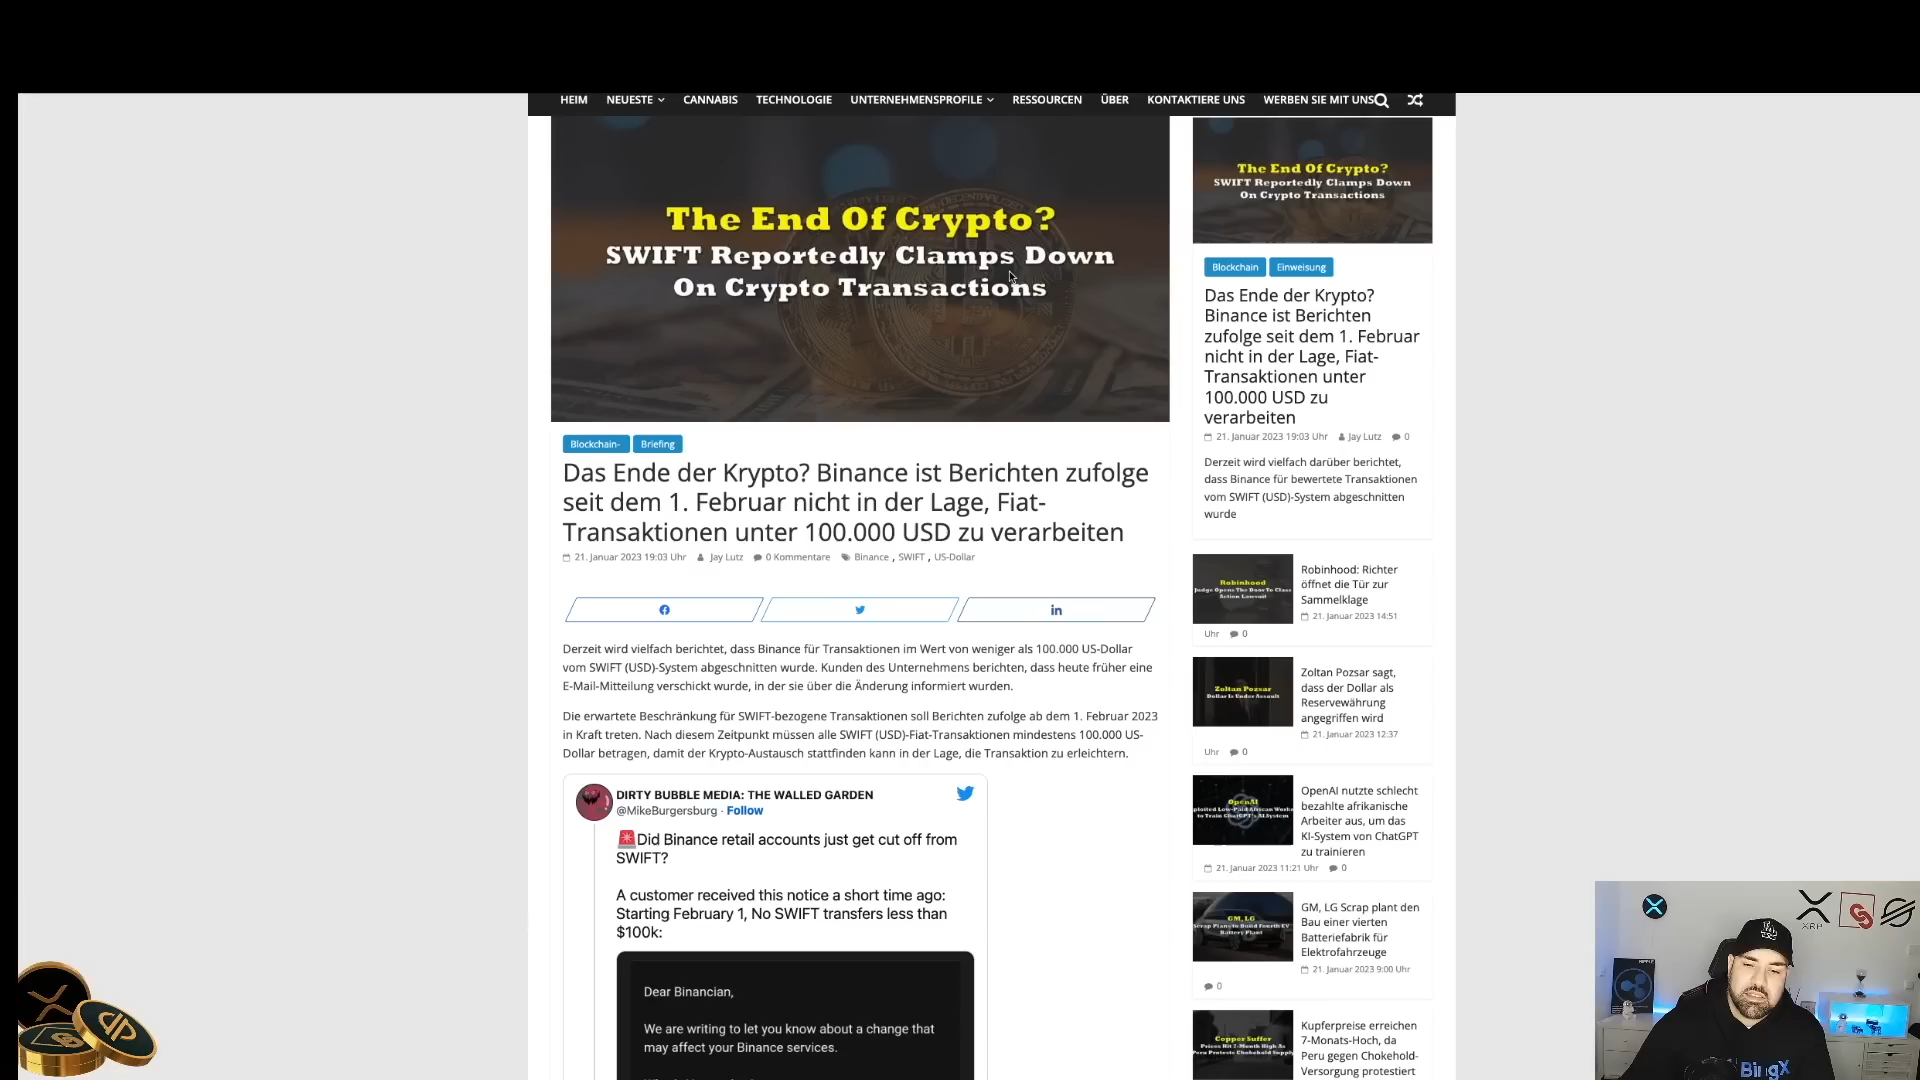 HEIM NEUESTE CANNABIS TECHNOLOGIE UNTERNEHMENSPROFILE RESSOURCEN ÜBER KONTAKTIERE UNS WERBEN SIE MIT UNS
The End Of Crypto?
SWIFT Reportedly Clamps Down
On Crypto Transactions
Blockchain- Briefing
Das Ende der Krypto? Binance ist Berichten zufolge
seit dem 1. Februar nicht in der Lage, Fiat-
Transaktionen unter 100.000 USD zu verarbeiten
21. Januar 2023 19:03 Uhr Jay Lutz 0 Kommentare Binance , SWIFT , US-Dollar
Derzeit wird vielfach berichtet, dass Binance für Transaktionen im Wert von weniger als 100.000 US-Dollar
vom SWIFT (USD)-System abgeschnitten wurde. Kunden des Unternehmens berichten, dass heute früher eine
E-Mail-Mitteilung verschickt wurde, in der sie über die Änderung informiert wurden.
Die erwartete Beschränkung für SWIFT-bezogene Transaktionen soll Berichten zufolge ab dem 1. Februar 2023
in Kraft treten. Nach diesem Zeitpunkt müssen alle SWIFT (USD)-Fiat-Transaktionen mindestens 100.000 US-
Dollar betragen, damit der Krypto-Austausch stattfinden kann in der Lage, die Transaktion zu erleichtern.
DIRTY BUBBLE MEDIA: THE WALLED GARDEN
@MikeBurgersburg · Follow
Did Binance retail accounts just get cut off from
SWIFT?
A customer received this notice a short time ago:
Starting February 1, No SWIFT transfers less than
$100k:
Dear Binancian,
We are writing to let you know about a change that
may affect your Binance services.
The End Of Crypto?
SWIFT Reportedly Clamps Down
On Crypto Transactions
Blockchain Einweisung
Das Ende der Krypto?
Binance ist Berichten
zufolge seit dem 1. Februar
nicht in der Lage, Fiat-
Transaktionen unter
100.000 USD zu
verarbeiten
21. Januar 2023 19:03 Uhr Jay Lutz 0
Derzeit wird vielfach darüber berichtet,
dass Binance für bewertete Transaktionen
vom SWIFT (USD)-System abgeschnitten
wurde
Robinhood
Judge Opens The Door To Class
Action Lawsuit
Robinhood: Richter
öffnet die Tür zur
Sammelklage
21. Januar 2023 14:51
Uhr 0
Zoltan Pozsar
Dollar Is Under Assault
Zoltan Pozsar sagt,
dass der Dollar als
Reservewährung
angegriffen wird
21. Januar 2023 12:37
Uhr 0
OpenAI
to Train ChatGPT's AI System
OpenAI nutzte schlecht
bezahlte afrikanische
Arbeiter aus, um das
KI-System von ChatGPT
zu trainieren
21. Januar 2023 11:21 Uhr 0
GM, LG
Scrap Plans to Build Fourth EV
Battery Plant
GM, LG Scrap plant den
Bau einer vierten
Batteriefabrik für
Elektrofahrzeuge
21. Januar 2023 9:00 Uhr
0
Copper Suffer
Prices Hit 7-Month High As
Peru Protests Chokehold Supply
Kupferpreise erreichen
7-Monats-Hoch, da
Peru gegen Chokehold-
Versorgung protestiert
XRP
BingX